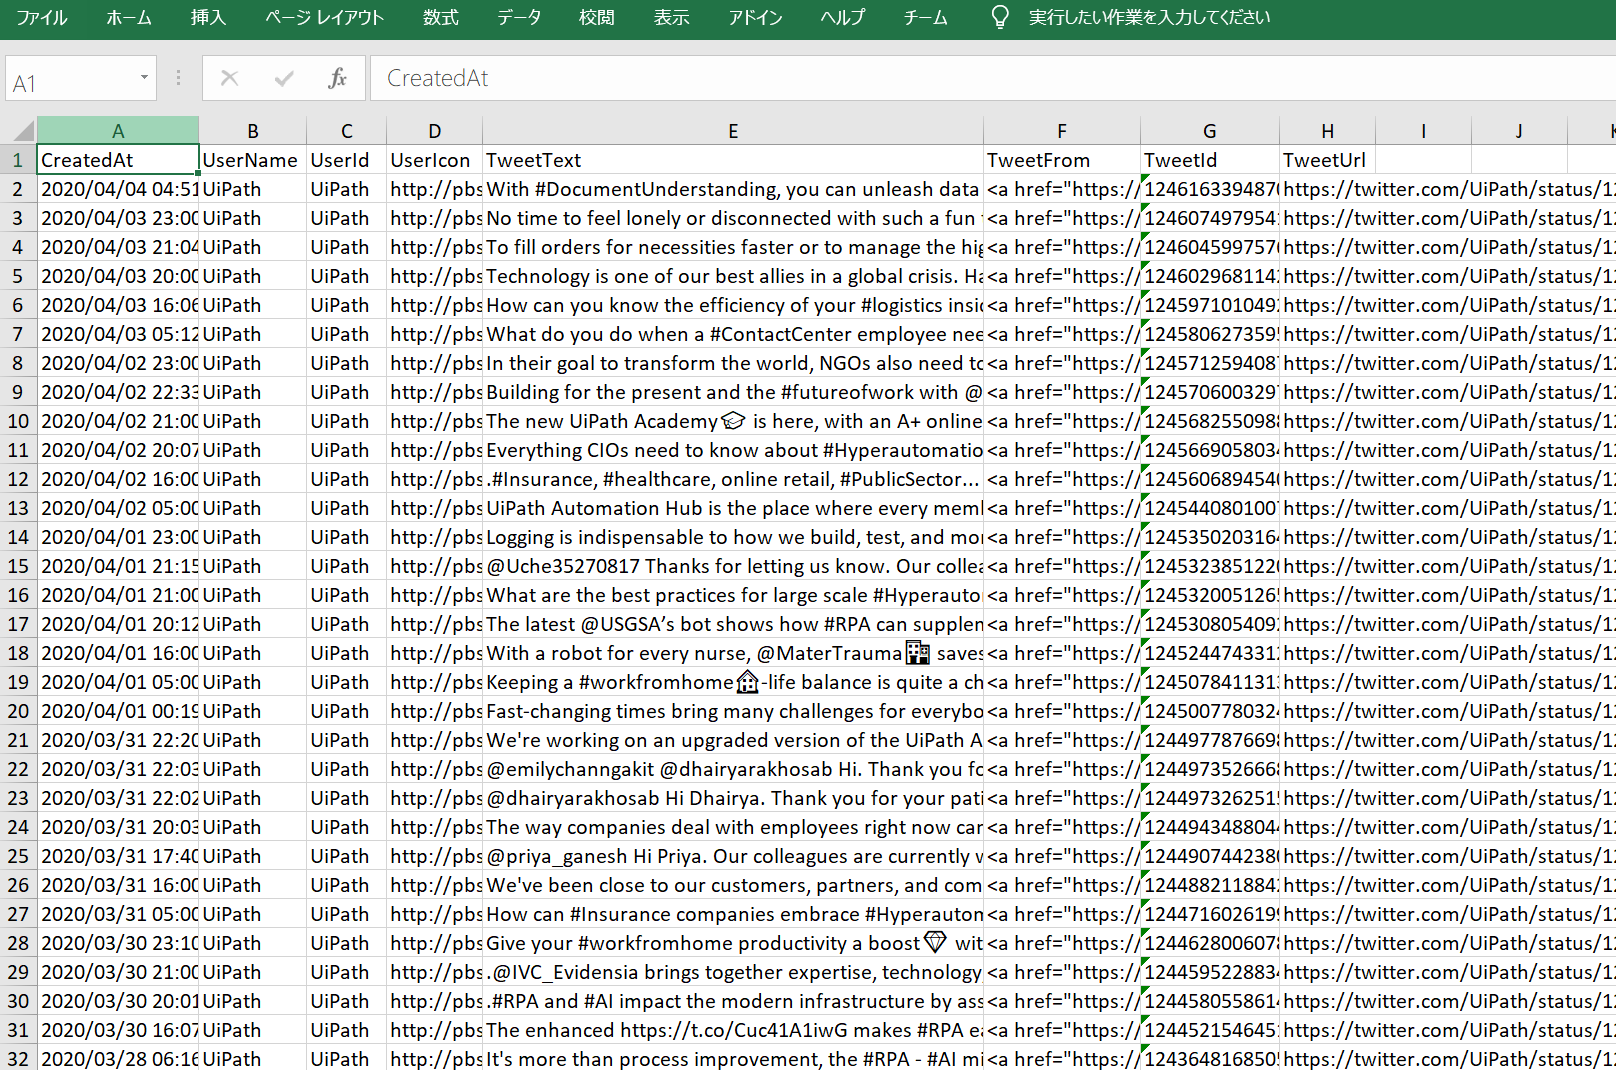 ファイル ホーム 挿入 ページ レイアウト 数式 データ 校閲 表示 アドイン ヘルプ チーム 実行したい作業を入力してください
A1 fx CreatedAt
A B C D E F G H I J K
1 CreatedAt UserName UserId UserIcon TweetText TweetFrom TweetId TweetUrl
2 2020/04/04 04:51 UiPath UiPath http://pbs With #DocumentUnderstanding, you can unleash data <a href="https:// 124616339487 https://twitter.com/UiPath/status/12
3 2020/04/03 23:00 UiPath UiPath http://pbs No time to feel lonely or disconnected with such a fun <a href="https:// 124607497954 https://twitter.com/UiPath/status/12
4 2020/04/03 21:04 UiPath UiPath http://pbs To fill orders for necessities faster or to manage the hig <a href="https:// 124604599757 https://twitter.com/UiPath/status/12
5 2020/04/03 20:00 UiPath UiPath http://pbs Technology is one of our best allies in a global crisis. Ha <a href="https:// 124602968114 https://twitter.com/UiPath/status/12
6 2020/04/03 16:06 UiPath UiPath http://pbs How can you know the efficiency of your #logistics insi <a href="https:// 124597101049 https://twitter.com/UiPath/status/12
7 2020/04/03 05:12 UiPath UiPath http://pbs What do you do when a #ContactCenter employee nee <a href="https:// 124580627359 https://twitter.com/UiPath/status/12
8 2020/04/02 23:00 UiPath UiPath http://pbs In their goal to transform the world, NGOs also need to <a href="https:// 124571259408 https://twitter.com/UiPath/status/12
9 2020/04/02 22:33 UiPath UiPath http://pbs Building for the present and the #futureofwork with @ <a href="https:// 124570600329 https://twitter.com/UiPath/status/12
10 2020/04/02 21:00 UiPath UiPath http://pbs The new UiPath Academy🎓 is here, with an A+ online <a href="https:// 124568255098 https://twitter.com/UiPath/status/12
11 2020/04/02 20:07 UiPath UiPath http://pbs Everything CIOs need to know about #Hyperautomatio <a href="https:// 124566905803 https://twitter.com/UiPath/status/12
12 2020/04/02 16:00 UiPath UiPath http://pbs .#Insurance, #healthcare, online retail, #PublicSector... <a href="https:// 124560689454 https://twitter.com/UiPath/status/12
13 2020/04/02 05:00 UiPath UiPath http://pbs UiPath Automation Hub is the place where every mem <a href="https:// 124544080100 https://twitter.com/UiPath/status/12
14 2020/04/01 23:00 UiPath UiPath http://pbs Logging is indispensable to how we build, test, and mo <a href="https:// 124535020316 https://twitter.com/UiPath/status/12
15 2020/04/01 21:15 UiPath UiPath http://pbs @Uche35270817 Thanks for letting us know. Our collea <a href="https:// 124532385122 https://twitter.com/UiPath/status/12
16 2020/04/01 21:00 UiPath UiPath http://pbs What are the best practices for large scale #Hyperauto <a href="https:// 124532005126 https://twitter.com/UiPath/status/12
17 2020/04/01 20:12 UiPath UiPath http://pbs The latest @USGSA’s bot shows how #RPA can supplen <a href="https:// 124530805409 https://twitter.com/UiPath/status/12
18 2020/04/01 16:00 UiPath UiPath http://pbs With a robot for every nurse, @MaterTrauma🏥 saves <a href="https:// 124524474331 https://twitter.com/UiPath/status/12
19 2020/04/01 05:00 UiPath UiPath http://pbs Keeping a #workfromhome🏠-life balance is quite a ch <a href="https:// 124507841131 https://twitter.com/UiPath/status/12
20 2020/04/01 00:19 UiPath UiPath http://pbs Fast-changing times bring many challenges for everybo <a href="https:// 124500778032 https://twitter.com/UiPath/status/12
21 2020/03/31 22:20 UiPath UiPath http://pbs We're working on an upgraded version of the UiPath A <a href="https:// 124497787669 https://twitter.com/UiPath/status/12
22 2020/03/31 22:03 UiPath UiPath http://pbs @emilychanngakit @dhairyarakhosab Hi. Thank you fo <a href="https:// 124497352666 https://twitter.com/UiPath/status/12
23 2020/03/31 22:02 UiPath UiPath http://pbs @dhairyarakhosab Hi Dhairya. Thank you for your pati <a href="https:// 124497326251 https://twitter.com/UiPath/status/12
24 2020/03/31 20:03 UiPath UiPath http://pbs The way companies deal with employees right now can <a href="https:// 124494348804 https://twitter.com/UiPath/status/12
25 2020/03/31 17:40 UiPath UiPath http://pbs @priya_ganesh Hi Priya. Our colleagues are currently w <a href="https:// 124490744238 https://twitter.com/UiPath/status/12
26 2020/03/31 16:00 UiPath UiPath http://pbs We've been close to our customers, partners, and com <a href="https:// 124488211884 https://twitter.com/UiPath/status/12
27 2020/03/31 05:00 UiPath UiPath http://pbs How can #Insurance companies embrace #Hyperauton <a href="https:// 124471602619 https://twitter.com/UiPath/status/12
28 2020/03/30 23:10 UiPath UiPath http://pbs Give your #workfromhome productivity a boost💎 wit <a href="https:// 124462800607 https://twitter.com/UiPath/status/12
29 2020/03/30 21:00 UiPath UiPath http://pbs .@IVC_Evidensia brings together expertise, technology, <a href="https:// 124459522883 https://twitter.com/UiPath/status/12
30 2020/03/30 20:01 UiPath UiPath http://pbs .#RPA and #AI impact the modern infrastructure by ass <a href="https:// 124458055861 https://twitter.com/UiPath/status/12
31 2020/03/30 16:07 UiPath UiPath http://pbs The enhanced https://t.co/Cuc41A1iwG makes #RPA ea <a href="https:// 124452154645 https://twitter.com/UiPath/status/12
32 2020/03/28 06:16 UiPath UiPath http://pbs It's more than process improvement, the #RPA - #AI mi <a href="https:// 124364816850 https://twitter.com/UiPath/status/12